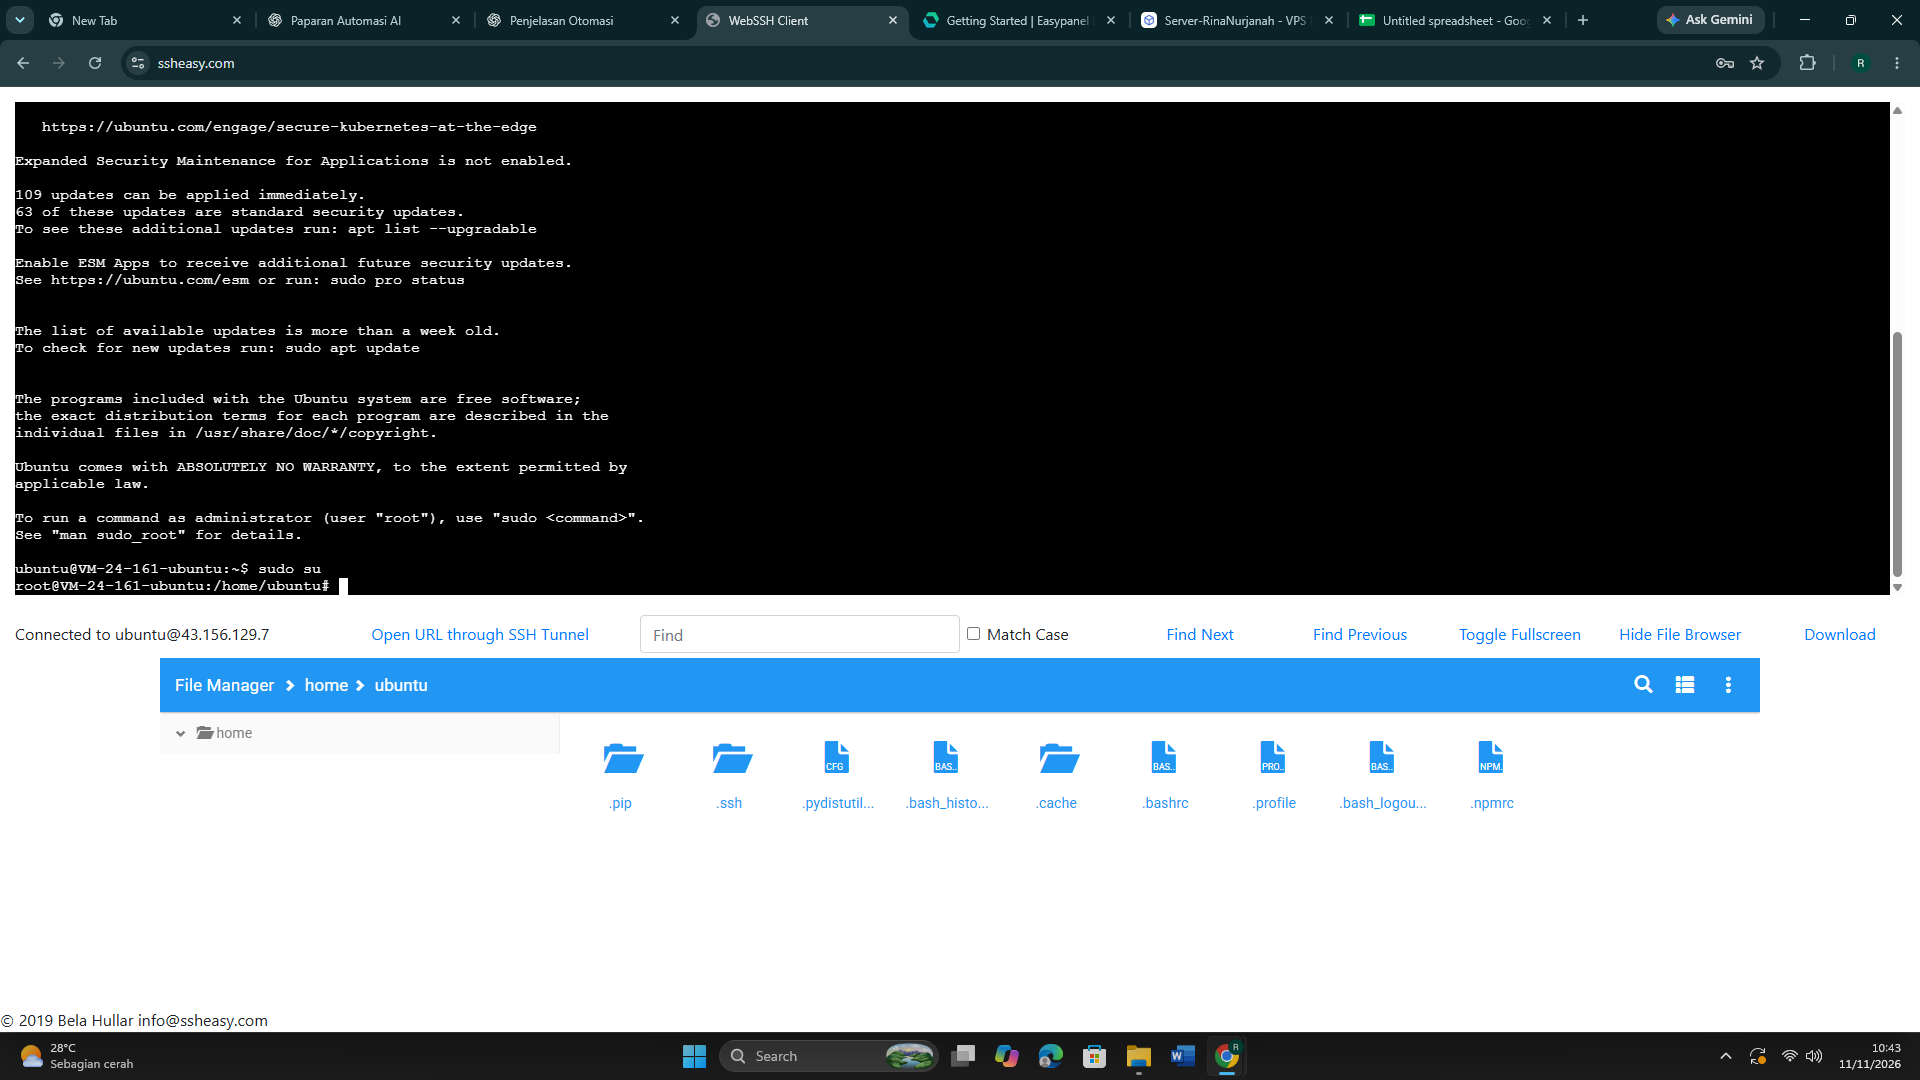 New Tab
Paparan Automasi AI
Penjelasan Otomasi
WebSSH Client
Getting Started | Easypanel
Server-RinaNurjanah - VPS
Untitled spreadsheet - Goo
Ask Gemini
ssheasy.com
R
https://ubuntu.com/engage/secure-kubernetes-at-the-edge
Expanded Security Maintenance for Applications is not enabled.
109 updates can be applied immediately.
63 of these updates are standard security updates.
To see these additional updates run: apt list --upgradable
Enable ESM Apps to receive additional future security updates.
See https://ubuntu.com/esm or run: sudo pro status
The list of available updates is more than a week old.
To check for new updates run: sudo apt update
The programs included with the Ubuntu system are free software;
the exact distribution terms for each program are described in the
individual files in /usr/share/doc/*/copyright.
Ubuntu comes with ABSOLUTELY NO WARRANTY, to the extent permitted by
applicable law.
To run a command as administrator (user "root"), use "sudo <command>".
See "man sudo_root" for details.
ubuntu@VM-24-161-ubuntu:~$ sudo su
root@VM-24-161-ubuntu:/home/ubuntu#
Connected to ubuntu@43.156.129.7
Open URL through SSH Tunnel
Find
Match Case
Find Next
Find Previous
Toggle Fullscreen
Hide File Browser
Download
File Manager
home
ubuntu
home
CFG
BAS..
BAS..
PRO..
BAS..
NPM.
.pip
.ssh
.pydistutil...
.bash_histo...
.cache
.bashrc
.profile
.bash_logou...
.npmrc
© 2019 Bela Hullar info@ssheasy.com
28°C
Sebagian cerah
Search
R
10:43
11/11/2026